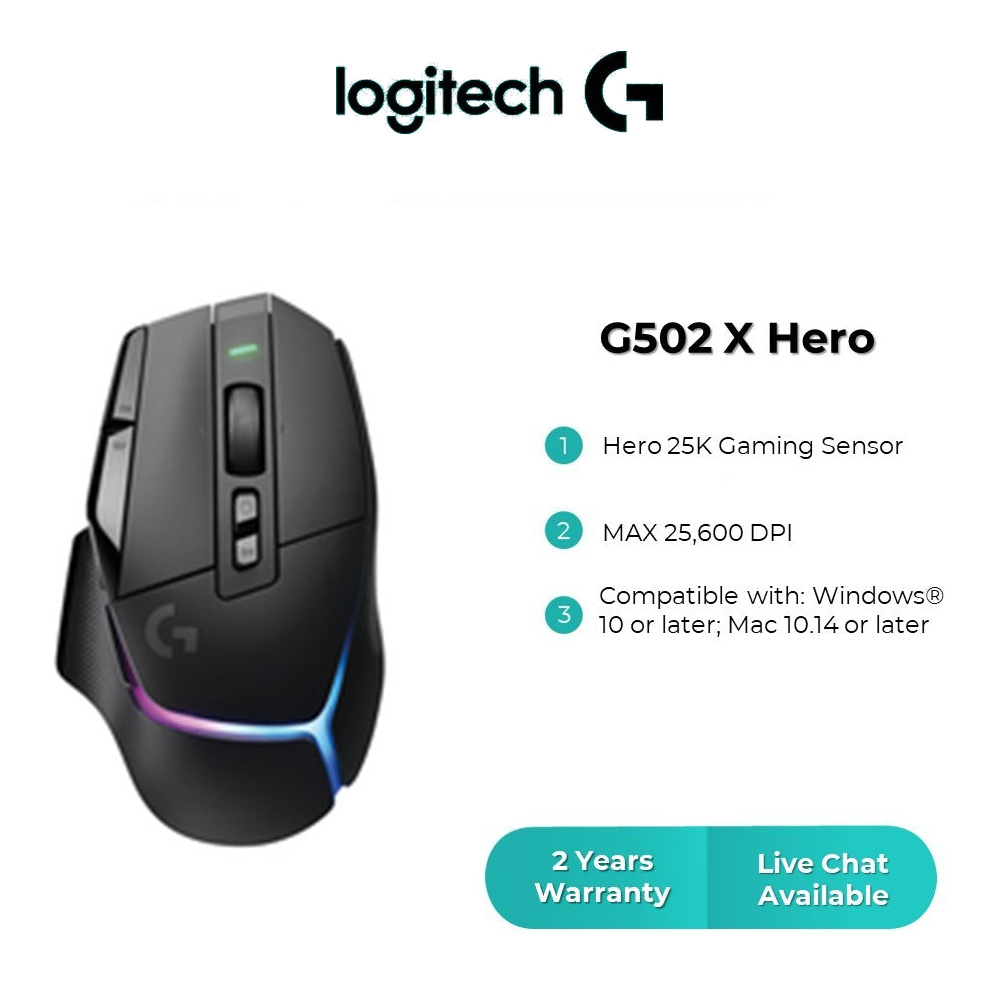 logitech G
G502 X Hero
1 Hero 25K Gaming Sensor
2 MAX 25,600 DPI
3 Compatible with: Windows®
10 or later; Mac 10.14 or later
2 Years
Warranty
Live Chat
Available